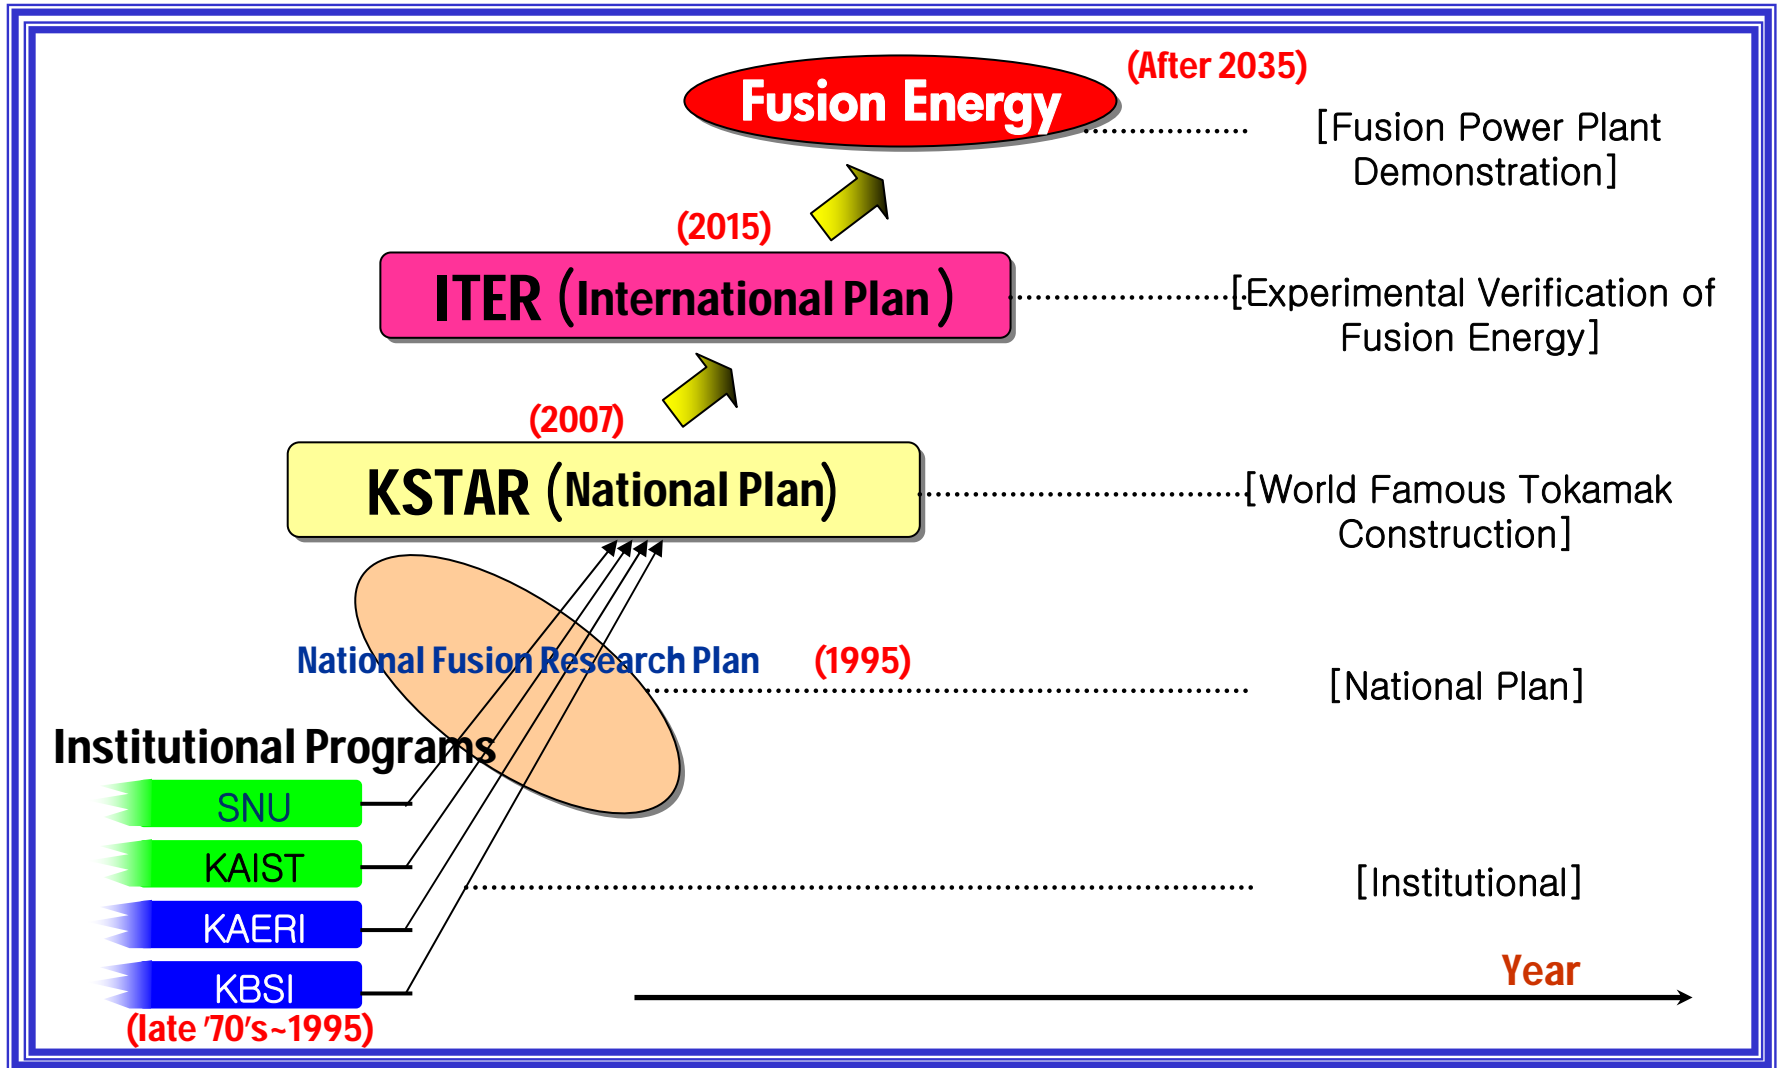 (After 2035)
Fusion Energy
[Fusion Power Plant
Demonstration]
(2015)
ITER (International Plan )
[Experimental Verification of
Fusion Energy]
(2007)
KSTAR (National Plan)
[World Famous Tokamak
Construction]
National Fusion Research Plan (1995)
[National Plan]
Institutional Programs
SNU
KAIST
[Institutional]
KAERI
KBSI
Year
(late '70's~1995)